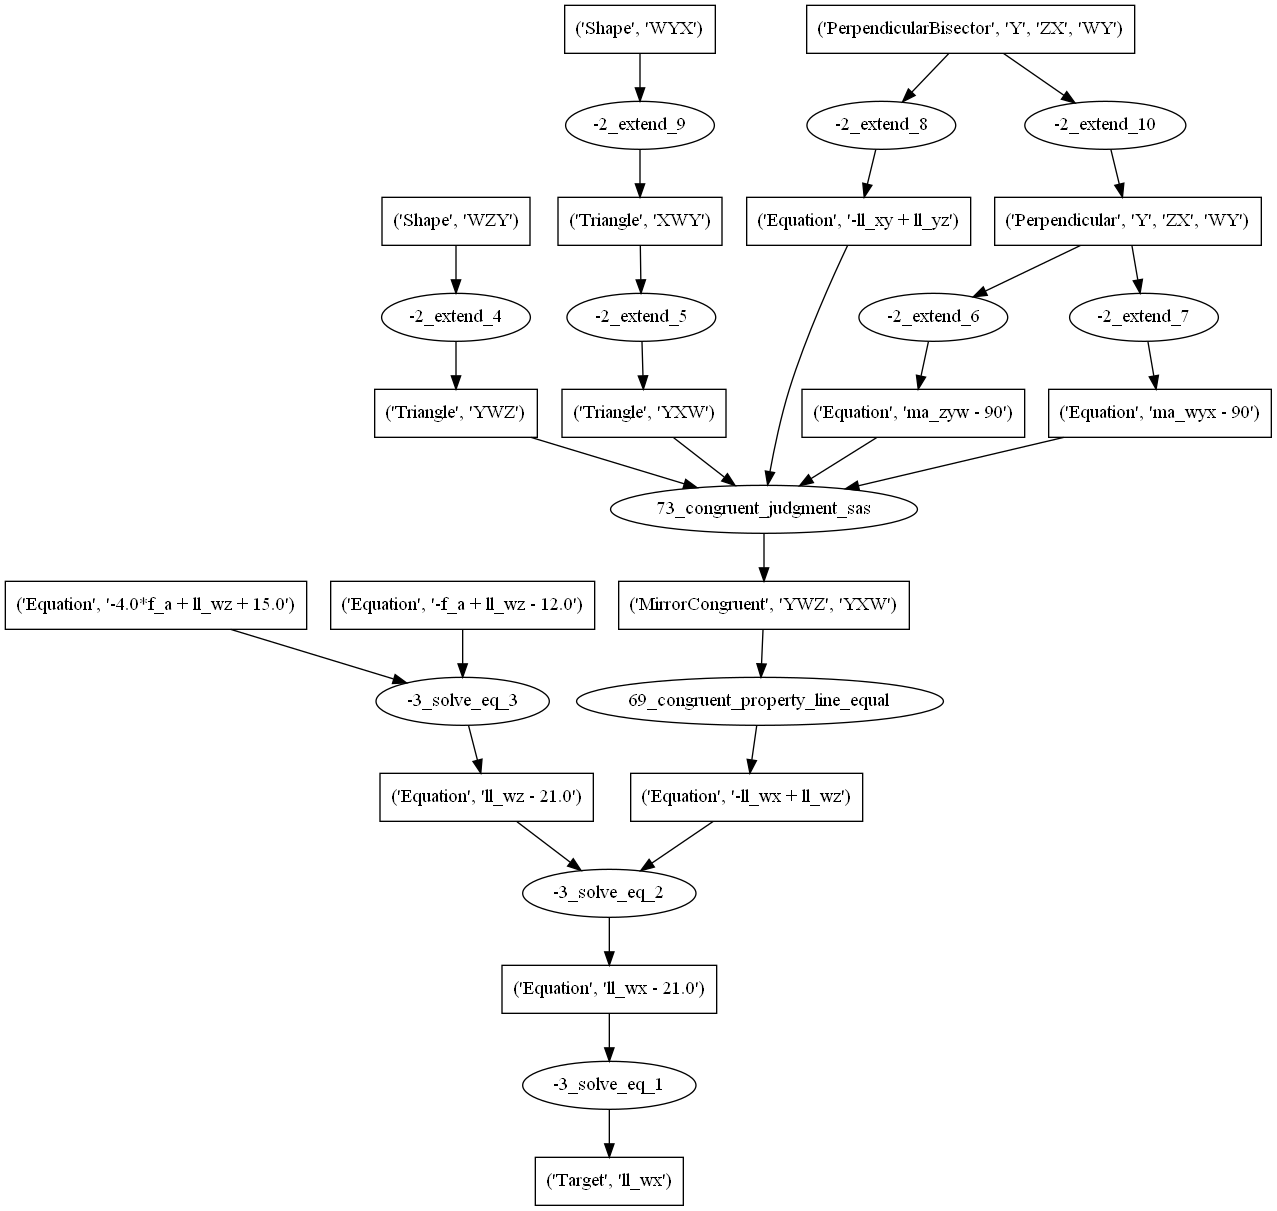 ('Shape', 'WYX')
('PerpendicularBisector', 'Y', 'ZX', 'WY')
-2_extend_9
-2_extend_8
-2_extend_10
('Shape', 'WZY')
('Triangle', 'XWY')
('Equation', '-ll_xy + ll_yz')
('Perpendicular', 'Y', 'ZX', 'WY')
-2_extend_4
-2_extend_5
-2_extend_6
-2_extend_7
('Triangle', 'YWZ')
('Triangle', 'YXW')
('Equation', 'ma_zyw - 90')
('Equation', 'ma_wyx - 90')
73_congruent_judgment_sas
('Equation', '-4.0*f_a + ll_wz + 15.0')
('Equation', '-f_a + ll_wz - 12.0')
('MirrorCongruent', 'YWZ', 'YXW')
-3_solve_eq_3
69_congruent_property_line_equal
('Equation', 'll_wz - 21.0')
('Equation', '-ll_wx + ll_wz')
-3_solve_eq_2
('Equation', 'll_wx - 21.0')
-3_solve_eq_1
('Target', 'll_wx')